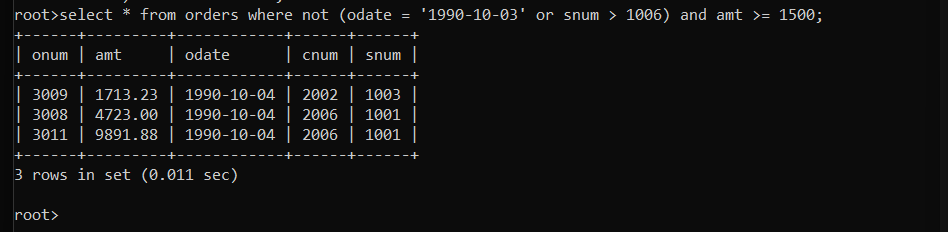 root>select * from orders where not (odate = '1990-10-03' or snum > 1006) and amt >= 1500;
+------+---------+------------+------+------+
| onum | amt     | odate      | cnum | snum |
+------+---------+------------+------+------+
| 3009 | 1713.23 | 1990-10-04 | 2002 | 1003 |
| 3008 | 4723.00 | 1990-10-04 | 2006 | 1001 |
| 3011 | 9891.88 | 1990-10-04 | 2006 | 1001 |
+------+---------+------------+------+------+
3 rows in set (0.011 sec)
root>